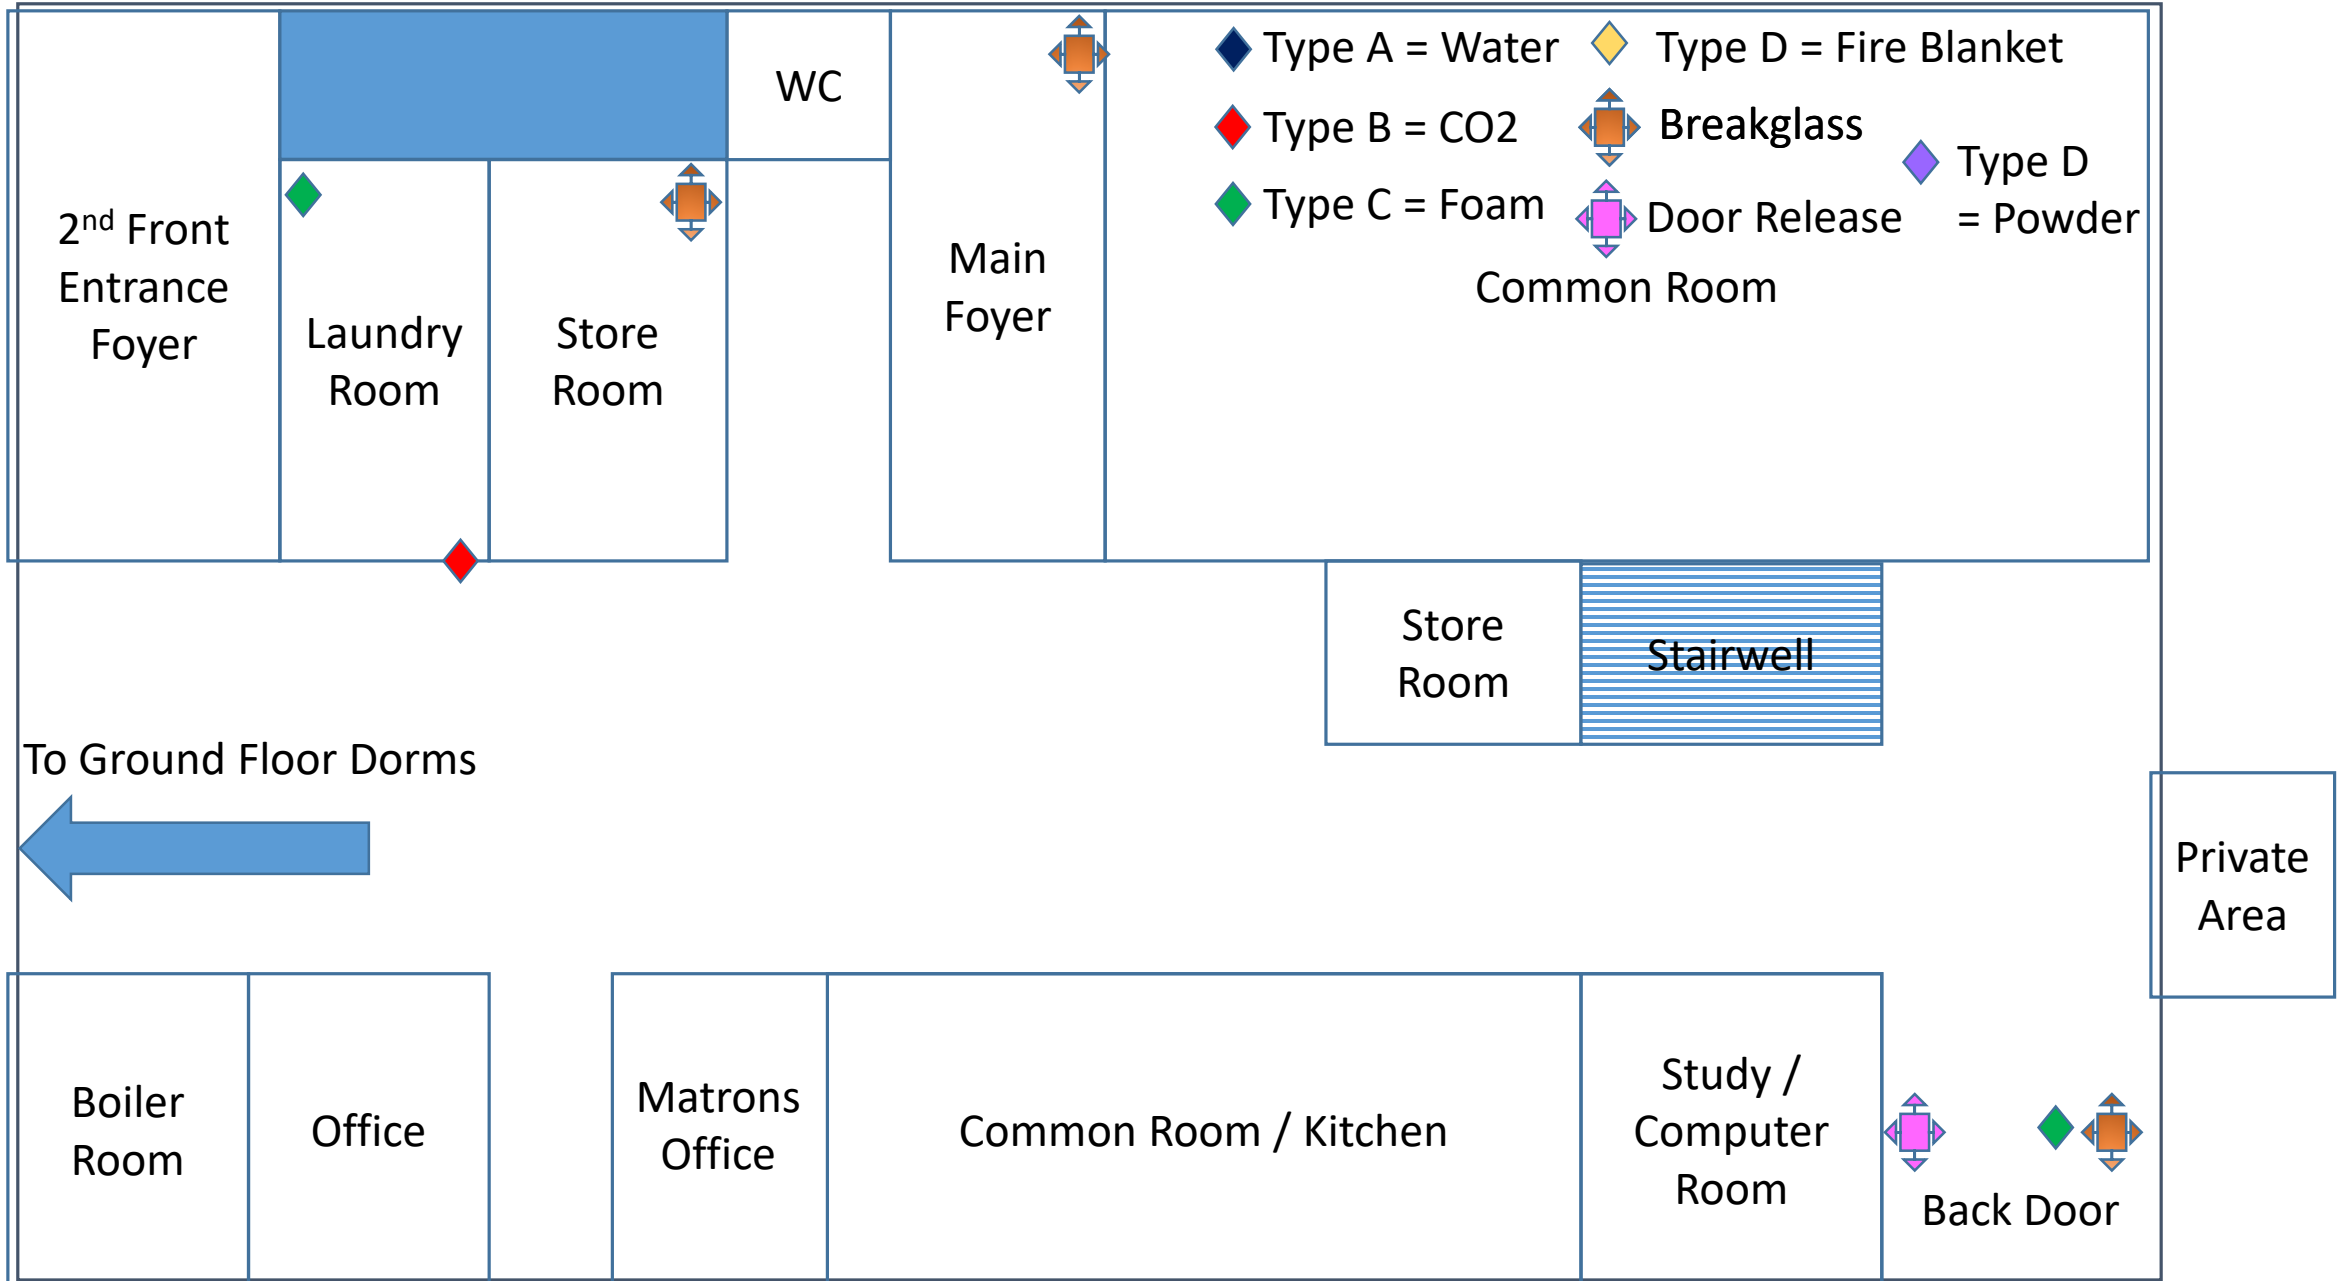 Type A = Water
Type D = Fire Blanket
WC
Type B = CO2
Breakglass
Type D
= Powder
Type C = Foam
Door Release
2nd Front
Entrance
Foyer
Main
Foyer
Common Room
Laundry
Room
Store
Room
Store
Room
Stairwell
To Ground Floor Dorms
Private
Area
Boiler
Room
Office
Matrons
Office
Common Room / Kitchen
Study /
Computer
Room
Back Door